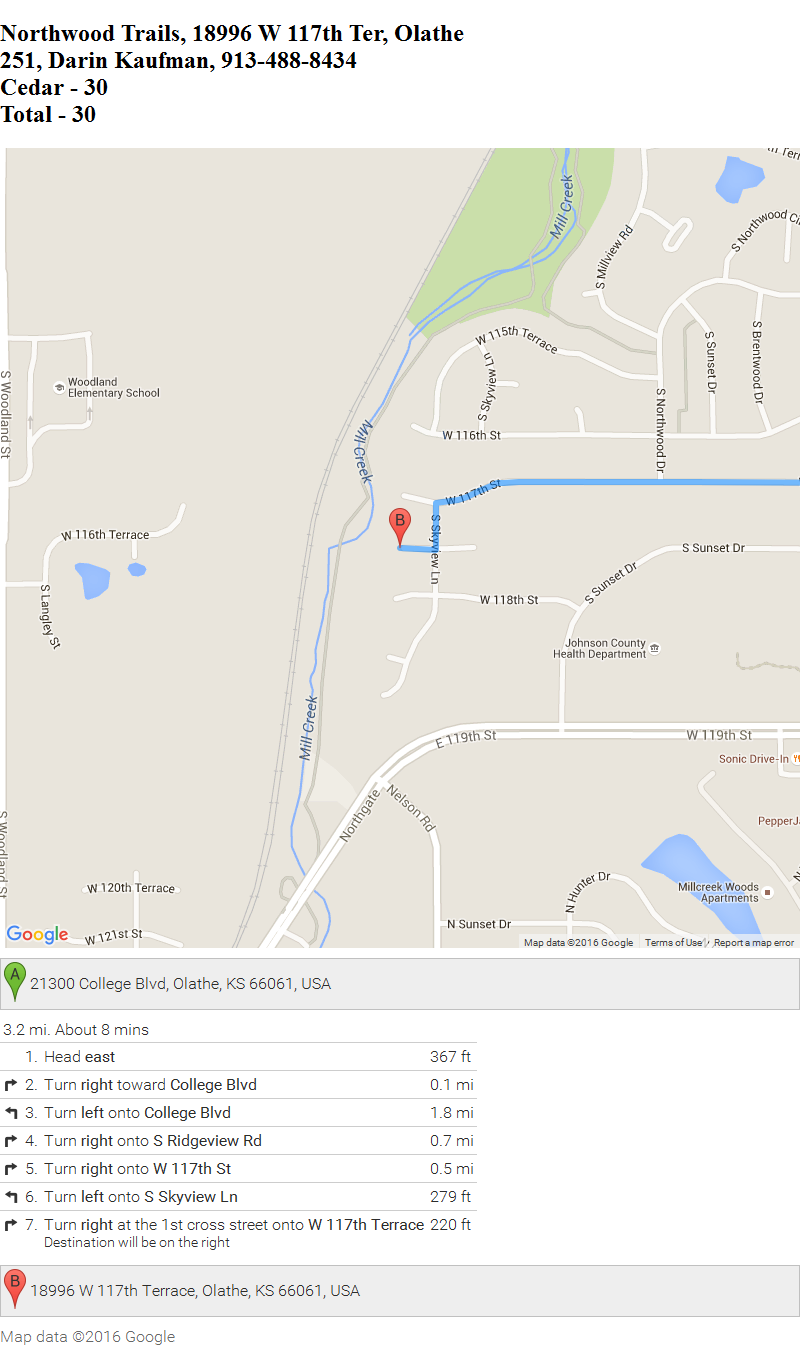 Northwood Trails, 18996 W 117th Ter, Olathe
251, Darin Kaufman, 913-488-8434
Cedar - 30
Total - 30
Mill Creek
S Millview Rd
S Northwood Cir
W 115th Terrace
S Skyview Ln
S Sunset Dr
S Brentwood Dr
S Northwood Dr
S Woodland St
Woodland
Elementary School
Mill Creek
W 116th St
W 117th St
B
S Skyview Ln
W 116th Terrace
S Langley St
S Sunset Dr
S Sunset Dr
W 118th St
Johnson County
Health Department
Mill Creek
E 119th St
W 119th St
Sonic Drive-In
Northgate
Nelson Rd
PepperJa
S Woodland St
W 120th Terrace
N Hunter Dr
Millcreek Woods
Apartments
N Sunset Dr
W 121st St
Google
Map data ©2016 Google
Terms of Use
Report a map error
A
21300 College Blvd, Olathe, KS 66061, USA
3.2 mi. About 8 mins
1. Head east 367 ft
2. Turn right toward College Blvd 0.1 mi
3. Turn left onto College Blvd 1.8 mi
4. Turn right onto S Ridgeview Rd 0.7 mi
5. Turn right onto W 117th St 0.5 mi
6. Turn left onto S Skyview Ln 279 ft
7. Turn right at the 1st cross street onto W 117th Terrace 220 ft
Destination will be on the right
B
18996 W 117th Terrace, Olathe, KS 66061, USA
Map data ©2016 Google